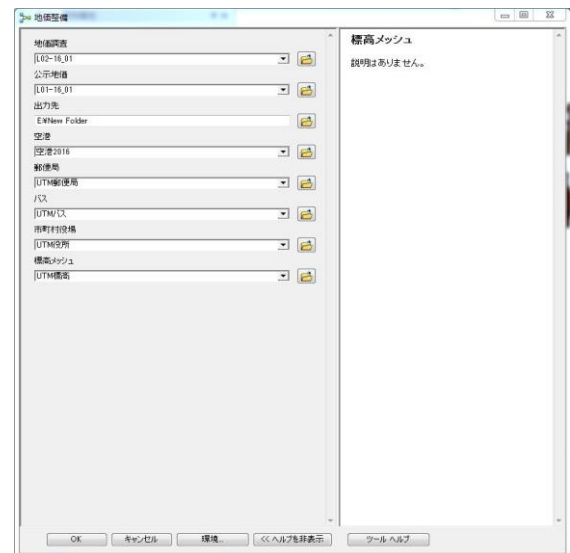 地価整備
地価調査
L02-16_01
公示地価
L01-16_01
出力先
E:¥New Folder
空港
空港2016
郵便局
UTM郵便局
バス
UTMバス
市町村役場
UTM役所
標高メッシュ
UTM標高
OK
キャンセル
環境...
<< ヘルプを非表示
標高メッシュ
説明はありません。
ツール ヘルプ